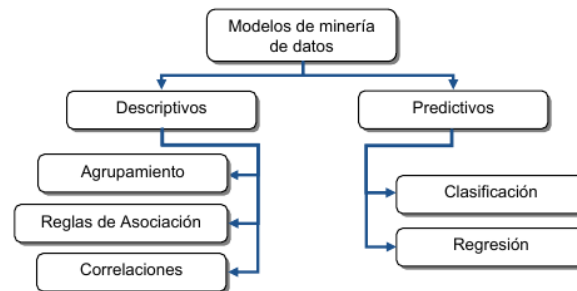 Modelos de minería
de datos
Descriptivos
Predictivos
Agrupamiento
Reglas de Asociación
Correlaciones
Clasificación
Regresión